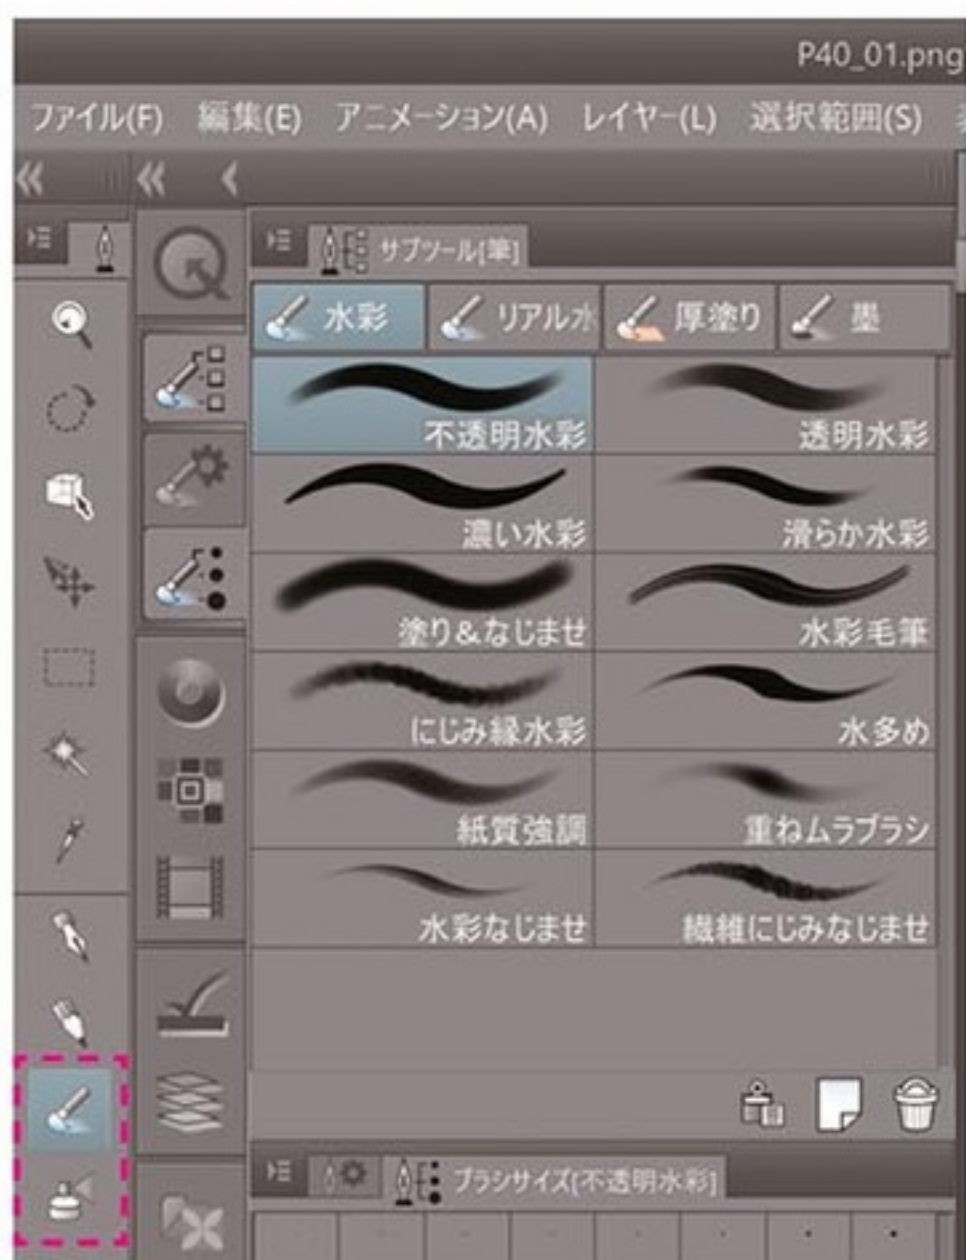 P40_01.png
ファイル(F) 編集(E) アニメーション(A) レイヤー(L) 選択範囲(S)
サブツール[筆]
水彩 リアル水 厚塗り 墨
不透明水彩 透明水彩
濃い水彩 滑らか水彩
塗り&なじませ 水彩毛筆
にじみ縁水彩 水多め
紙質強調 重ねムラブラシ
水彩なじませ 繊維にじみなじませ
ブラシサイズ[不透明水彩]